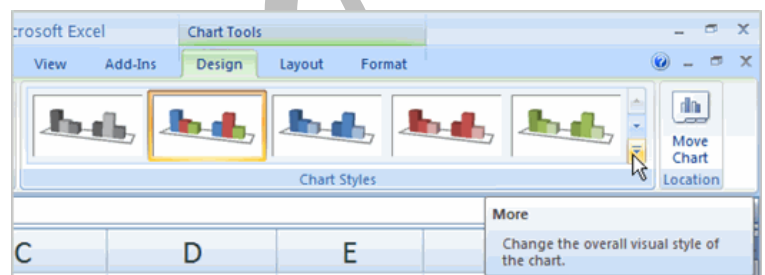 crosoft Excel Chart Tools
View Add-Ins Design Layout Format
Move
Chart
Chart Styles Location
More
Change the overall visual style of
the chart.
C D E